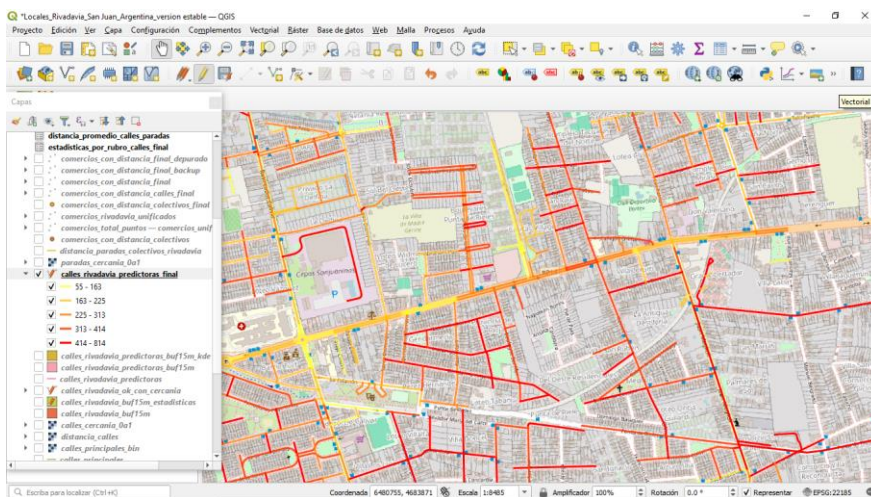 *Locales_Rivadavia_San Juan_Argentina_version estable — QGIS
Proyecto Edición Ver Capa Configuración Complementos Vectorial Ráster Base de datos Web Malla Procesos Ayuda
Capas
Vectorial
distancia_promedio_calles_paradas
estadisticas_por_rubro_calles_final
comercios_con_distancia_final_depurado
comercios_con_distancia_final_backup
comercios_con_distancia_final
comercios_con_distancia_calles_final
comercios_con_distancia_colectivos_final
comercios_rivadavia_unificados
comercios_total_puntos — comercios_unif
comercios_con_distancia_colectivos
distancia_paradas_colectivos_rivadavia
paradas_cercania_0a1
calles_rivadavia_predictoras_final
55 - 163
163 - 225
225 - 313
313 - 414
414 - 814
calles_rivadavia_predictoras_buf15m_kde
calles_rivadavia_predictoras_buf15m
calles_rivadavia_predictoras
calles_rivadavia_ok_con_cercania
calles_rivadavia_buf15m_estadisticas
calles_rivadavia_buf15m
calles_cercania_0a1
distancia_calles
calles_principales_bin
calles_principales
P
Escriba para localizar (Ctrl+K)
Coordenada 6480755, 4683871 Escala 1:8485 Amplificador 100% Rotación 0.0 ° Representar EPSG:22185